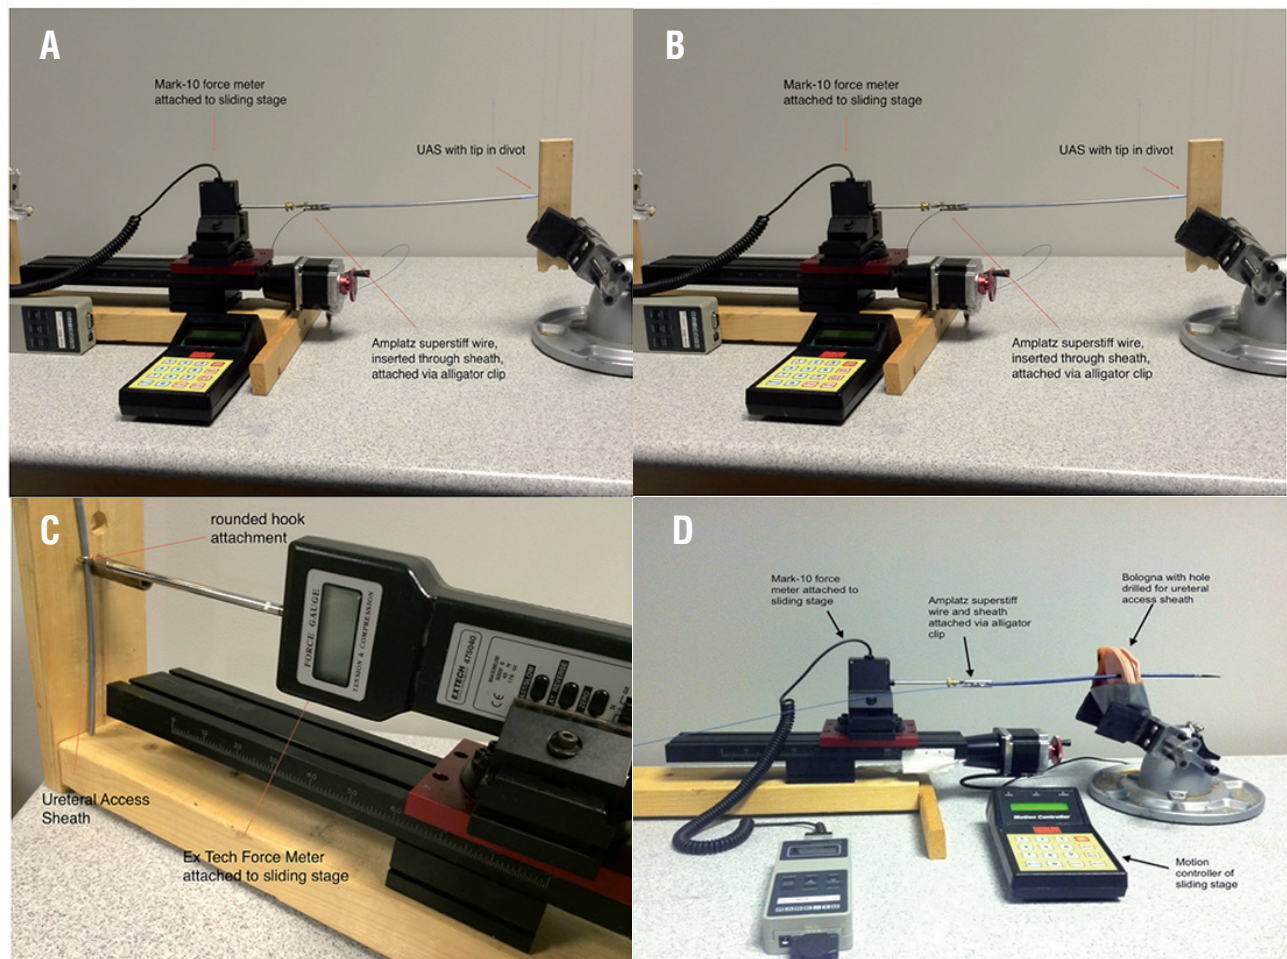 A
Mark-10 force meter
attached to sliding stage
UAS with tip in divot
Amplatz superstiff wire,
inserted through sheath,
attached via alligator clip
B
Mark-10 force meter
attached to sliding stage
UAS with tip in divot
Amplatz superstiff wire,
inserted through sheath,
attached via alligator clip
C
rounded hook
attachment
FORCE GAUGE
TENSION & COMPRESSION
EXTECH 475040
Ureteral Access
Sheath
Ex Tech Force Meter
attached to sliding stage
D
Mark-10 force
meter attached to
sliding stage
Amplatz superstiff
wire and sheath
attached via alligator
clip
Bologna with hole
drilled for ureteral
access sheath
Motion Controller
Motion
controller of
sliding stage